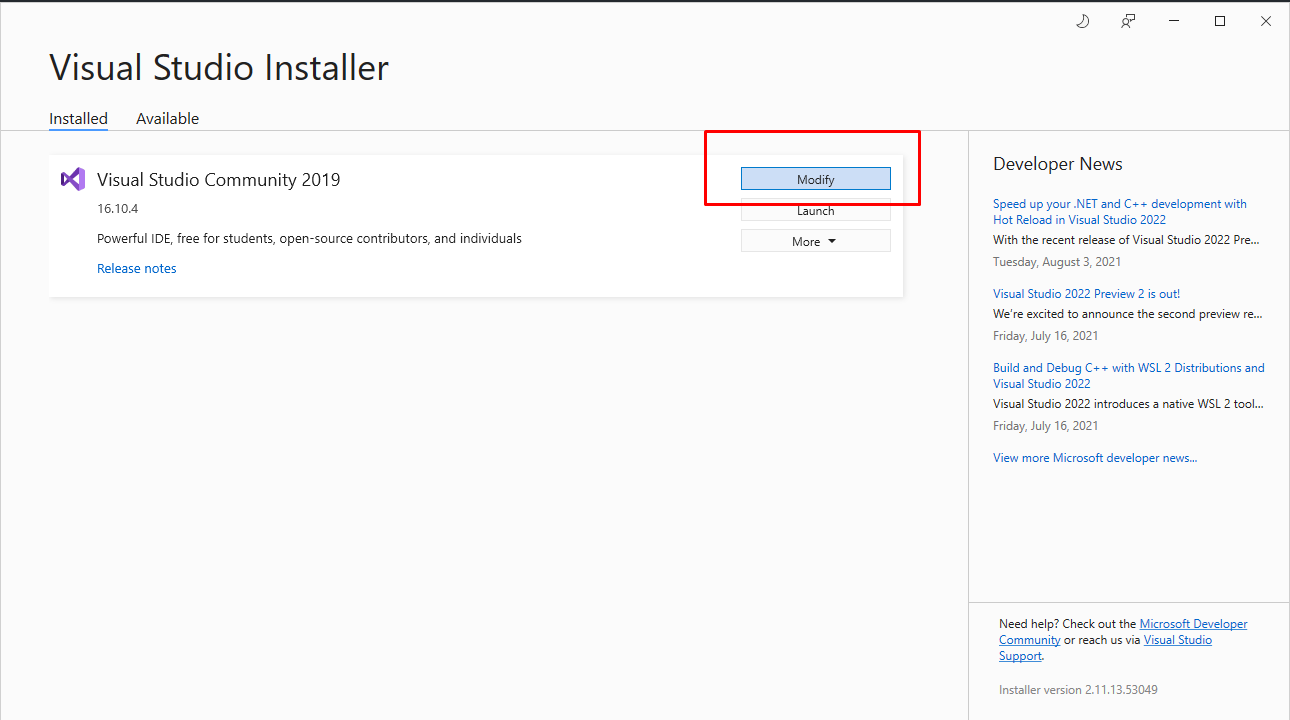 Visual Studio Installer
Installed
Available
Visual Studio Community 2019
16.10.4
Powerful IDE, free for students, open-source contributors, and individuals
Release notes
Modify
Launch
More
Developer News
Speed up your .NET and C++ development with
Hot Reload in Visual Studio 2022
With the recent release of Visual Studio 2022 Pre...
Tuesday, August 3, 2021
Visual Studio 2022 Preview 2 is out!
We're excited to announce the second preview re...
Friday, July 16, 2021
Build and Debug C++ with WSL 2 Distributions and
Visual Studio 2022
Visual Studio 2022 introduces a native WSL 2 tool...
Friday, July 16, 2021
View more Microsoft developer news...
Need help? Check out the Microsoft Developer
Community or reach us via Visual Studio
Support.
Installer version 2.11.13.53049